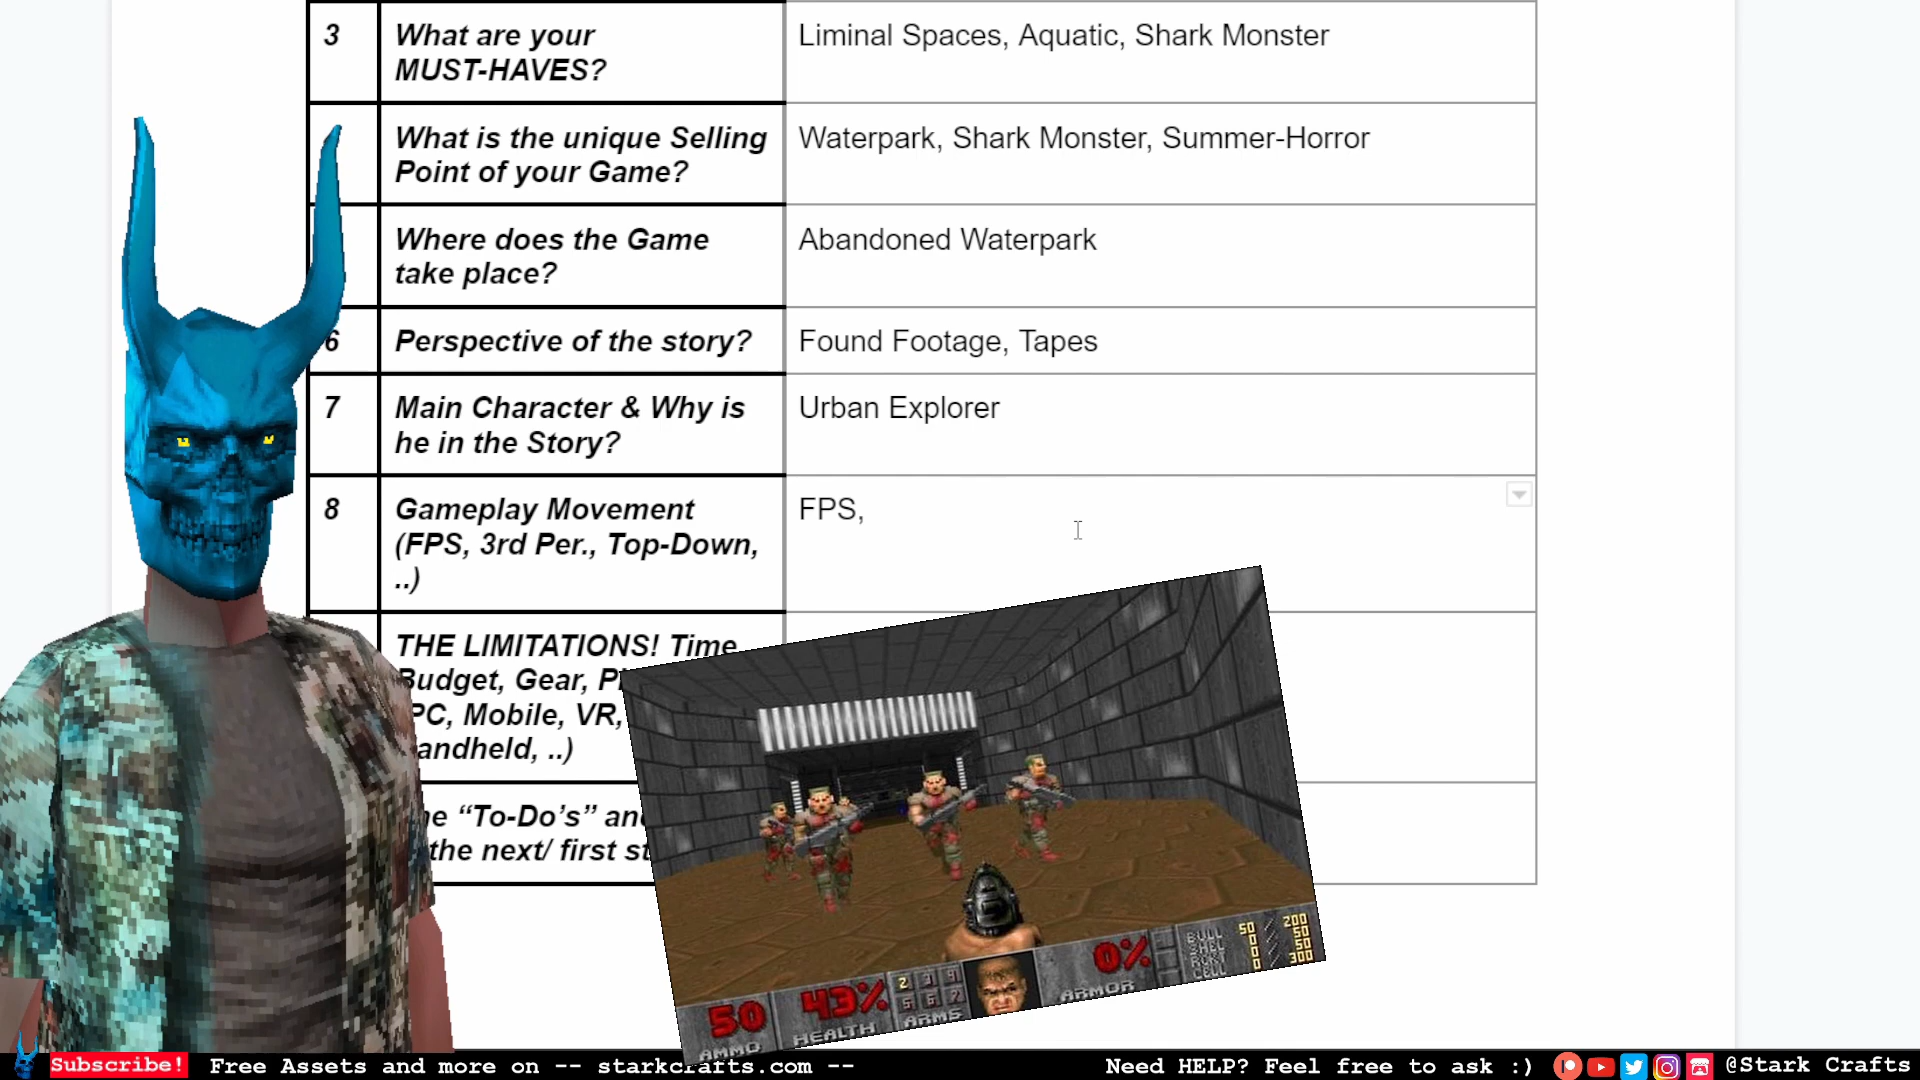 3
What are your
MUST-HAVES?
Liminal Spaces, Aquatic, Shark Monster
What is the unique Selling
Point of your Game?
Waterpark, Shark Monster, Summer-Horror
Where does the Game
take place?
Abandoned Waterpark
6
Perspective of the story?
Found Footage, Tapes
7
Main Character & Why is
he in the Story?
Urban Explorer
8
Gameplay Movement
(FPS, 3rd Per., Top-Down,
..)
FPS,
THE LIMITATIONS! Time
Budget, Gear,
PC, Mobile, VR,
andheld, ..)
"To-Do's"
the next/ first
50
43%
2 3 4
5 6 7
0%
BULL 50 / 200
SHEL 0 / 50
RCKT 0 / 50
CELL 0 / 300
AMMO
HEALTH
ARMS
ARMOR
Subscribe!
Free Assets and more on -- starkcrafts.com --
Need HELP? Feel free to ask :)
@Stark Crafts